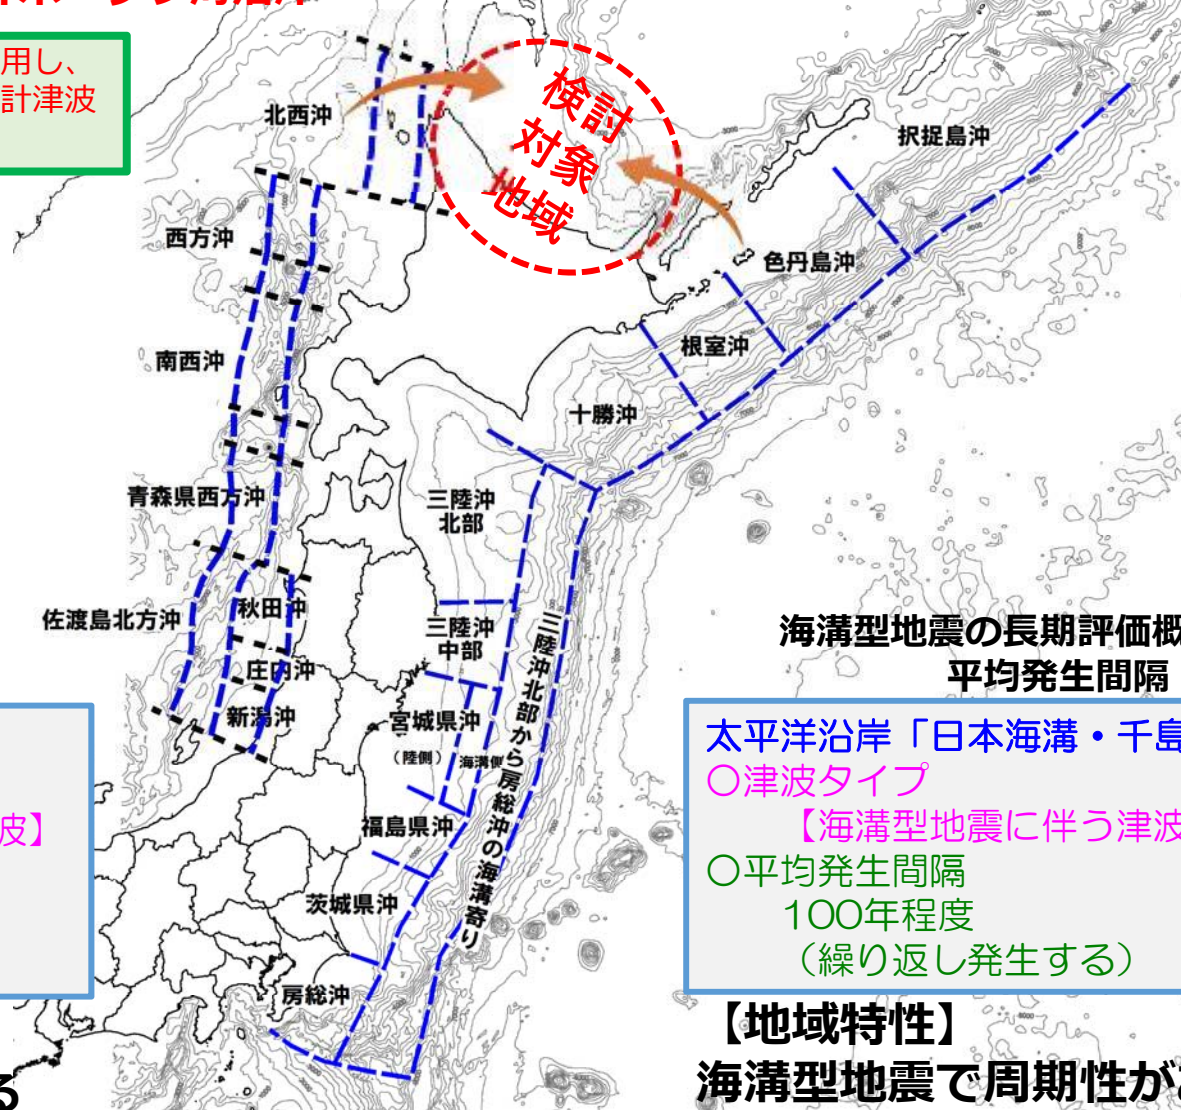 用し、
計津波
北西沖
検討
対象
地域
択捉島沖
西方沖
色丹島沖
根室沖
南西沖
十勝沖
青森県西方沖
三陸沖
北部
佐渡島北方沖
秋田沖
三陸沖
中部
庄内沖
新潟沖
宮城県沖
(陸側)
海溝側
三陸沖北部から房総沖の海溝寄り
福島県沖
茨城県沖
房総沖
波】
る
海溝型地震の長期評価概
平均発生間隔
太平洋沿岸「日本海溝・千島
○津波タイプ
【海溝型地震に伴う津波
○平均発生間隔
100年程度
（繰り返し発生する）
【地域特性】
海溝型地震で周期性が